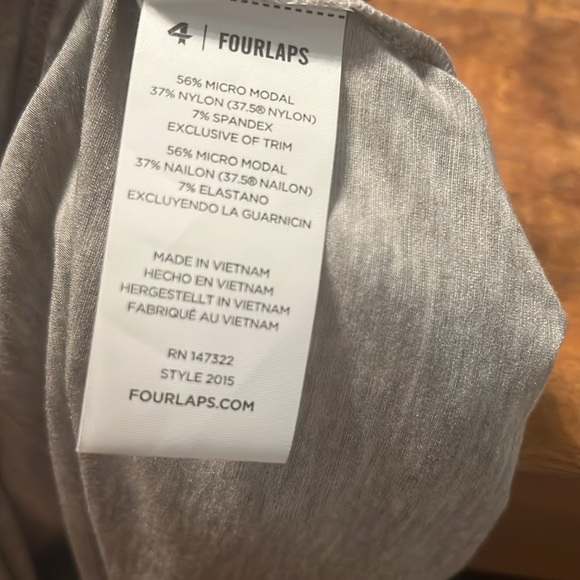 4 | FOURLAPS
56% MICRO MODAL
37% NYLON (37.5® NYLON)
7% SPANDEX
EXCLUSIVE OF TRIM
56% MICRO MODAL
37% NAILON (37.5® NAILON)
7% ELASTANO
EXCLUYENDO LA GUARNICIN
MADE IN VIETNAM
HECHO EN VIETNAM
HERGESTELLT IN VIETNAM
FABRIQUÉ AU VIETNAM
RN 147322
STYLE 2015
FOURLAPS.COM